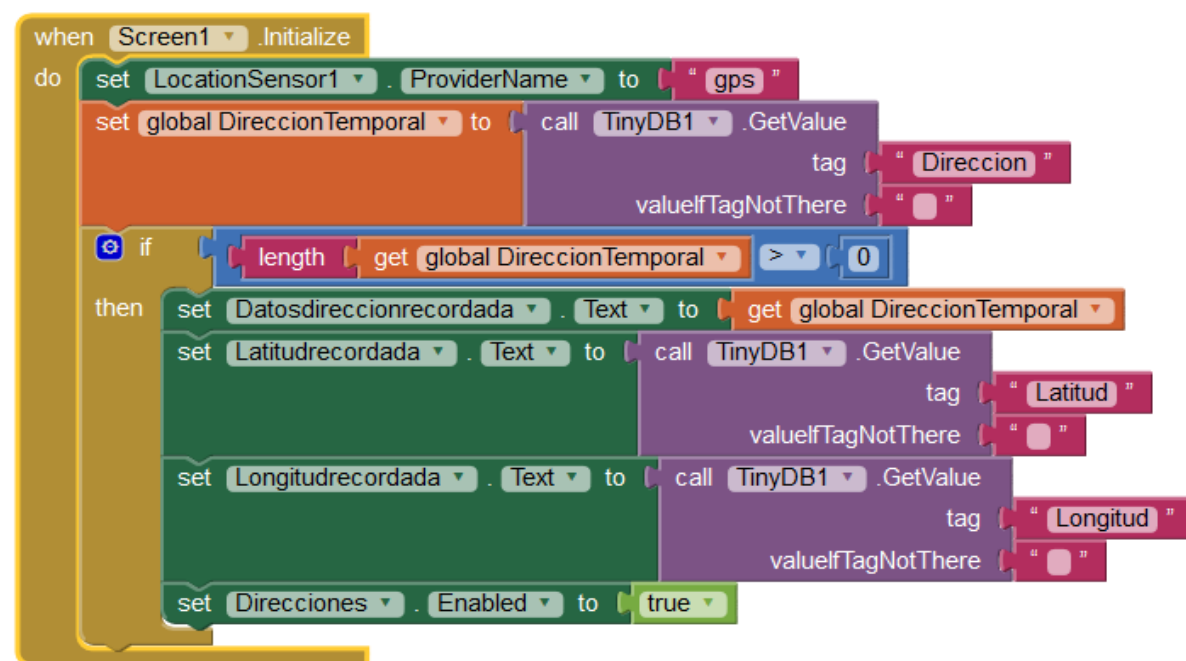 when Screen1 .Initialize
do set LocationSensor1 . ProviderName to " gps "
set global DireccionTemporal to call TinyDB1 .GetValue
tag " Direccion "
valueIfTagNotThere " "
if length get global DireccionTemporal > 0
then set Datosdireccionrecordada . Text to get global DireccionTemporal
set Latitudrecordada . Text to call TinyDB1 .GetValue
tag " Latitud "
valueIfTagNotThere " "
set Longitudrecordada . Text to call TinyDB1 .GetValue
tag " Longitud "
valueIfTagNotThere " "
set Direcciones . Enabled to true